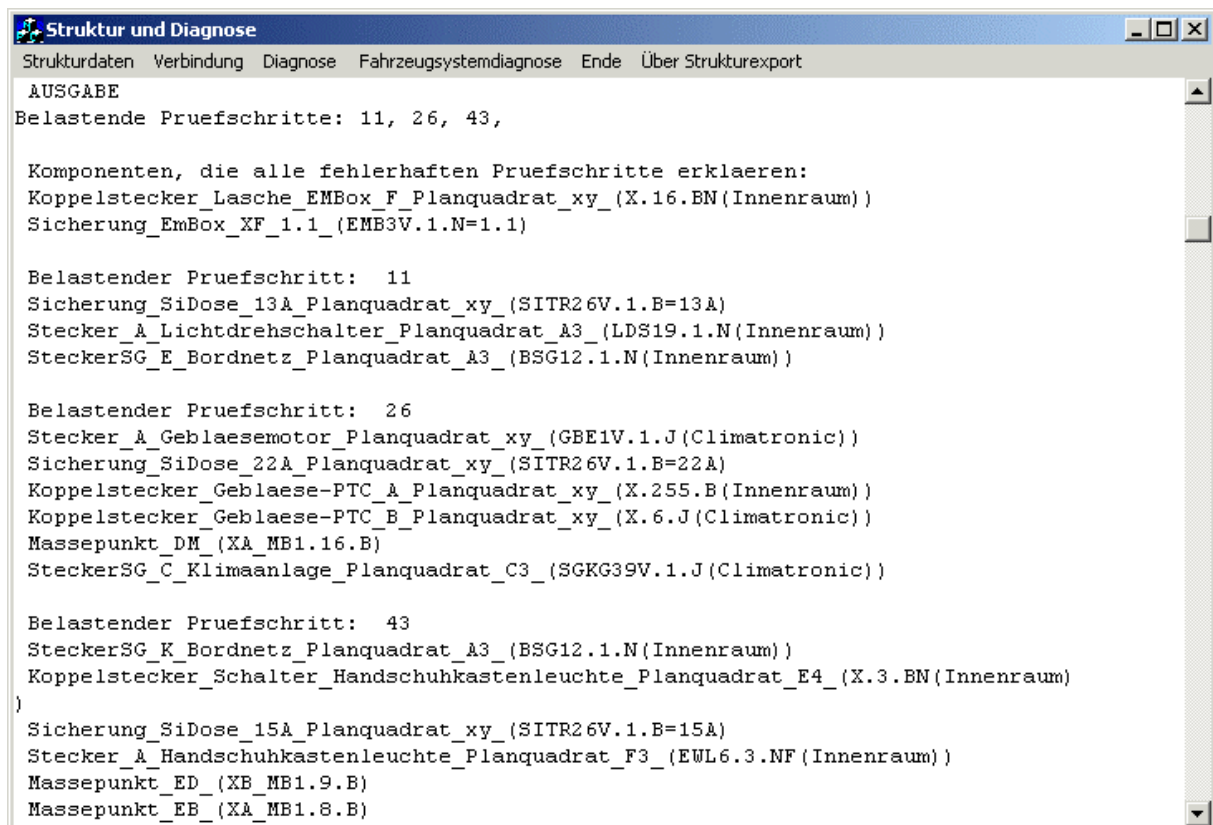 Struktur und Diagnose
Strukturdaten Verbindung Diagnose Fahrzeugsystemdiagnose Ende Über Strukturexport
AUSGABE
Belastende Pruefschritte: 11, 26, 43,
Komponenten, die alle fehlerhaften Pruefschritte erklaeren:
Koppelstecker_Lasche_EMBox_F_Planquadrat_xy_(X.16.BN(Innenraum))
Sicherung_EmBox_XF_1.1_(EMB3V.1.N=1.1)
Belastender Pruefschritt: 11
Sicherung_SiDose_13A_Planquadrat_xy_(SITR26V.1.B=13A)
Stecker_A_Lichtdrehschalter_Planquadrat_A3_(LDS19.1.N(Innenraum))
SteckerSG_E_Bordnetz_Planquadrat_A3_(BSG12.1.N(Innenraum))
Belastender Pruefschritt: 26
Stecker_A_Geblaesemotor_Planquadrat_xy_(GBE1V.1.J(Climatronic))
Sicherung_SiDose_22A_Planquadrat_xy_(SITR26V.1.B=22A)
Koppelstecker_Geblaese-PTC_A_Planquadrat_xy_(X.255.B(Innenraum))
Koppelstecker_Geblaese-PTC_B_Planquadrat_xy_(X.6.J(Climatronic))
Massepunkt_DM_(XA_MB1.16.B)
SteckerSG_C_Klimaanlage_Planquadrat_C3_(SGKG39V.1.J(Climatronic))
Belastender Pruefschritt: 43
SteckerSG_K_Bordnetz_Planquadrat_A3_(BSG12.1.N(Innenraum))
Koppelstecker_Schalter_Handschuhkastenleuchte_Planquadrat_E4_(X.3.BN(Innenraum)
)
Sicherung_SiDose_15A_Planquadrat_xy_(SITR26V.1.B=15A)
Stecker_A_Handschuhkastenleuchte_Planquadrat_F3_(EWL6.3.NF(Innenraum))
Massepunkt_ED_(XB_MB1.9.B)
Massepunkt_EB_(XA_MB1.8.B)